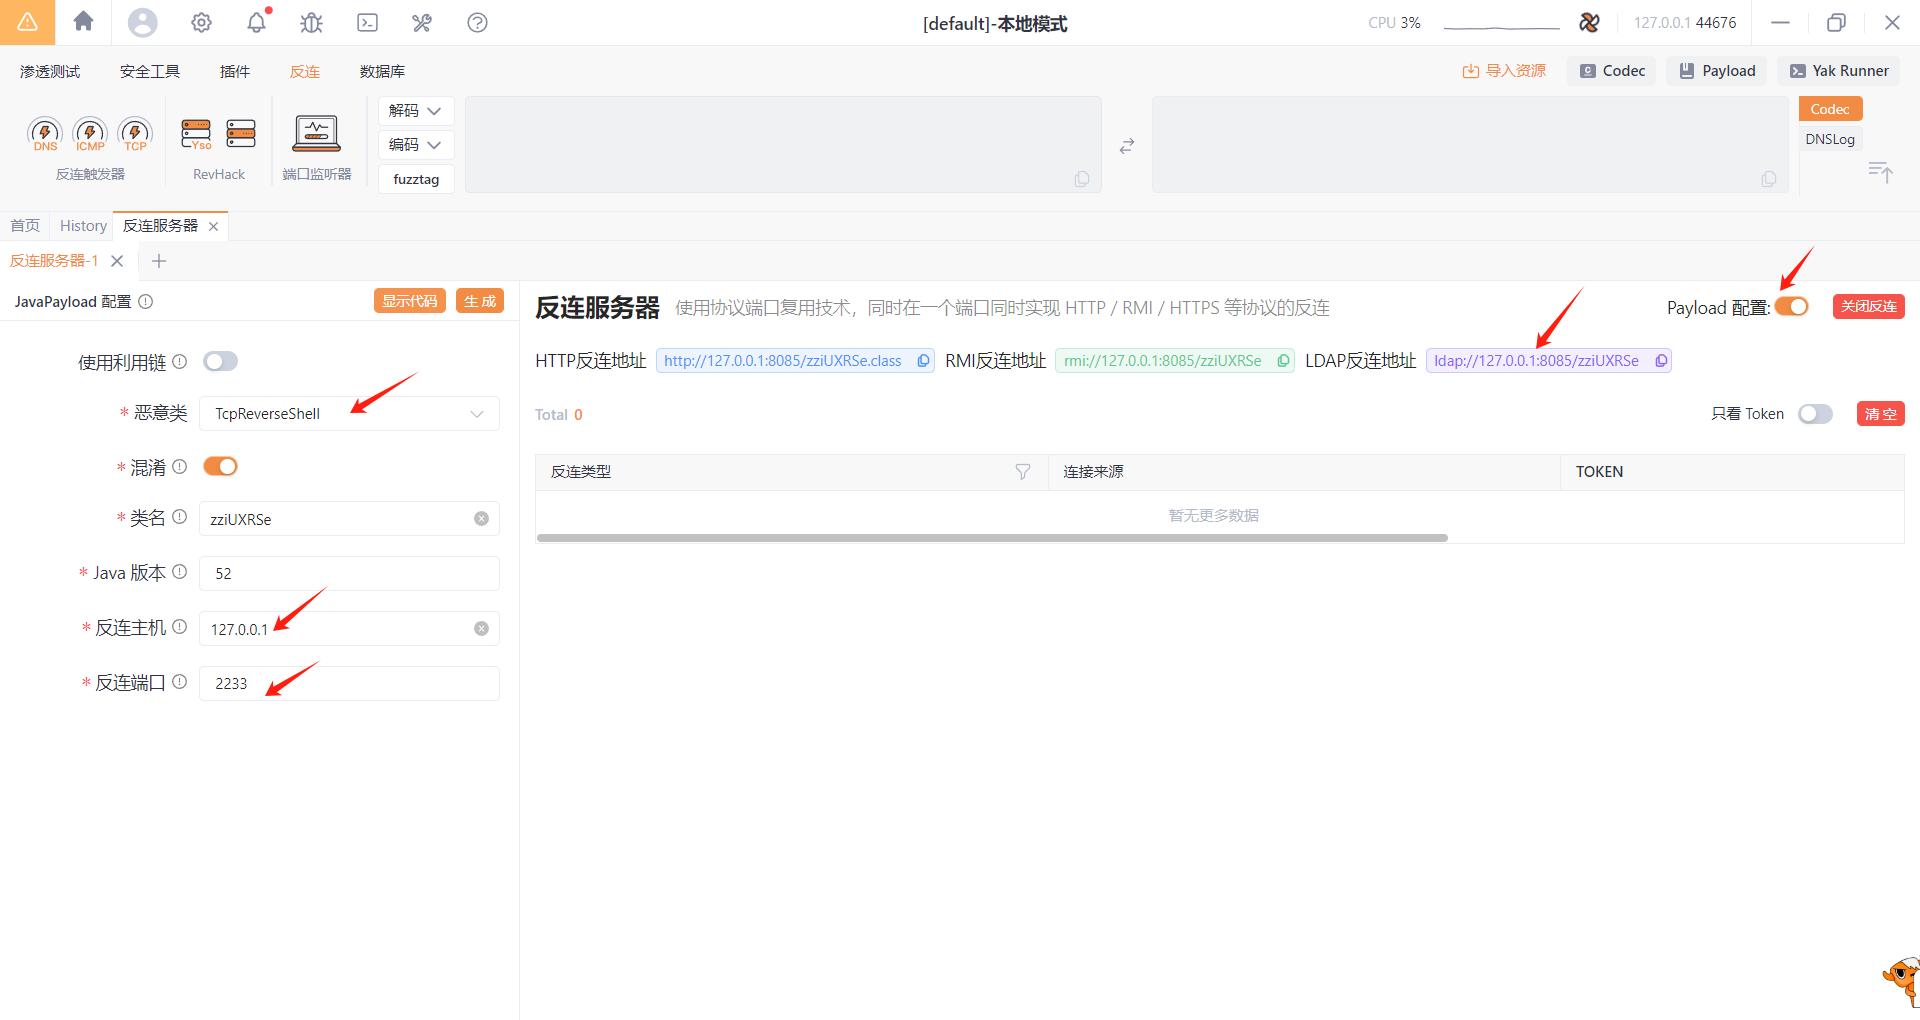 [default]-本地模式
CPU 3%
127.0.0.1 44676
渗透测试 安全工具 插件 反连 数据库
导入资源 Codec Payload Yak Runner
DNS ICMP TCP
反连触发器
Yso
RevHack
端口监听器
解码
编码
fuzztag
Codec
DNSLog
首页 History 反连服务器
反连服务器-1
JavaPayload 配置 显示代码 生 成
使用利用链
* 恶意类 TcpReverseShell
* 混淆
* 类名 zziUXRSe
* Java 版本 52
* 反连主机 127.0.0.1
* 反连端口 2233
反连服务器 使用协议端口复用技术，同时在一个端口同时实现 HTTP / RMI / HTTPS 等协议的反连
Payload 配置: 关闭反连
HTTP反连地址 http://127.0.0.1:8085/zziUXRSe.class RMI反连地址 rmi://127.0.0.1:8085/zziUXRSe LDAP反连地址 ldap://127.0.0.1:8085/zziUXRSe
Total 0
只看 Token 清 空
反连类型 连接来源 TOKEN
暂无更多数据